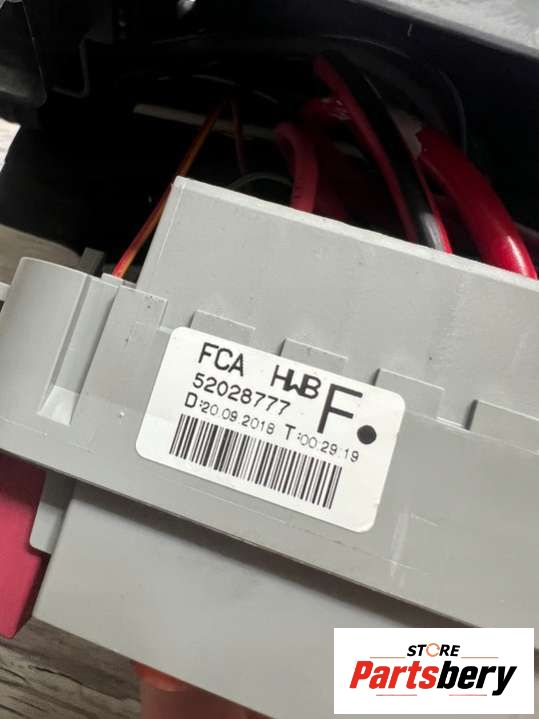 FCA HWB F.
52028777
D:20.09.2018 T:00:29:19
STORE
Partsbery